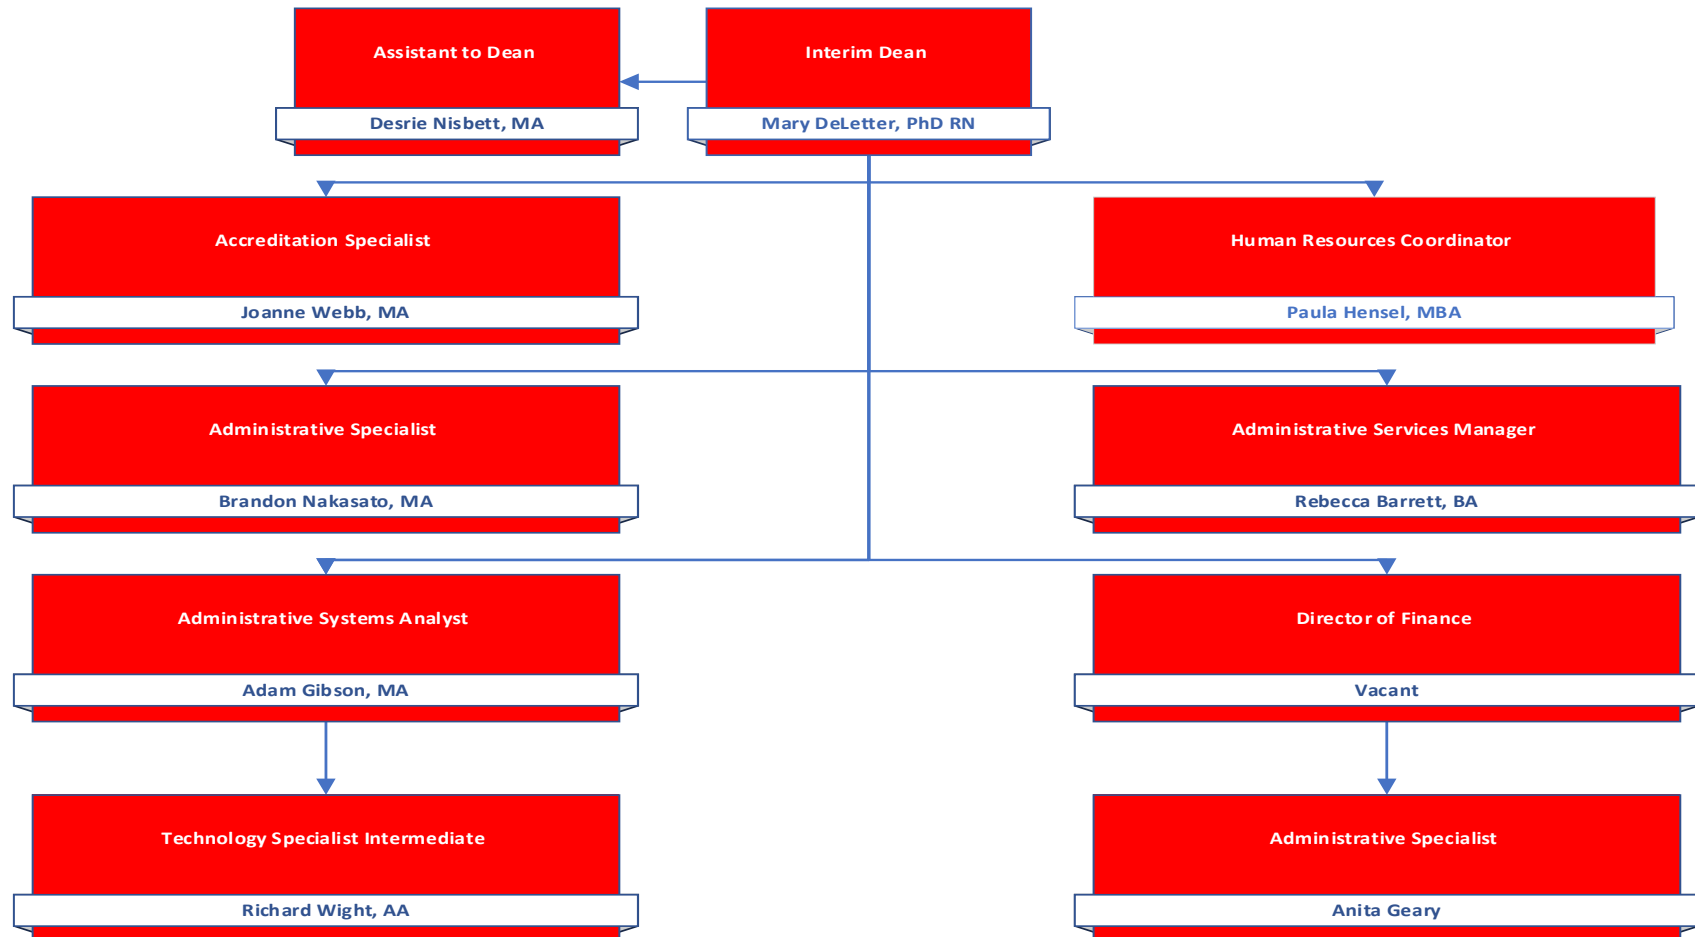 Assistant to Dean
Desrie Nisbett, MA
Interim Dean
Mary DeLetter, PhD RN
Accreditation Specialist
Joanne Webb, MA
Human Resources Coordinator
Paula Hensel, MBA
Administrative Specialist
Brandon Nakasato, MA
Administrative Services Manager
Rebecca Barrett, BA
Administrative Systems Analyst
Adam Gibson, MA
Director of Finance
Vacant
Technology Specialist Intermediate
Richard Wight, AA
Administrative Specialist
Anita Geary